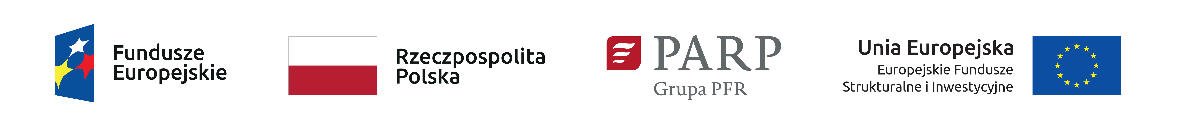 Fundusze
Europejskie
Rzeczpospolita
Polska
PARP
Grupa PFR
Unia Europejska
Europejskie Fundusze
Strukturalne i Inwestycyjne